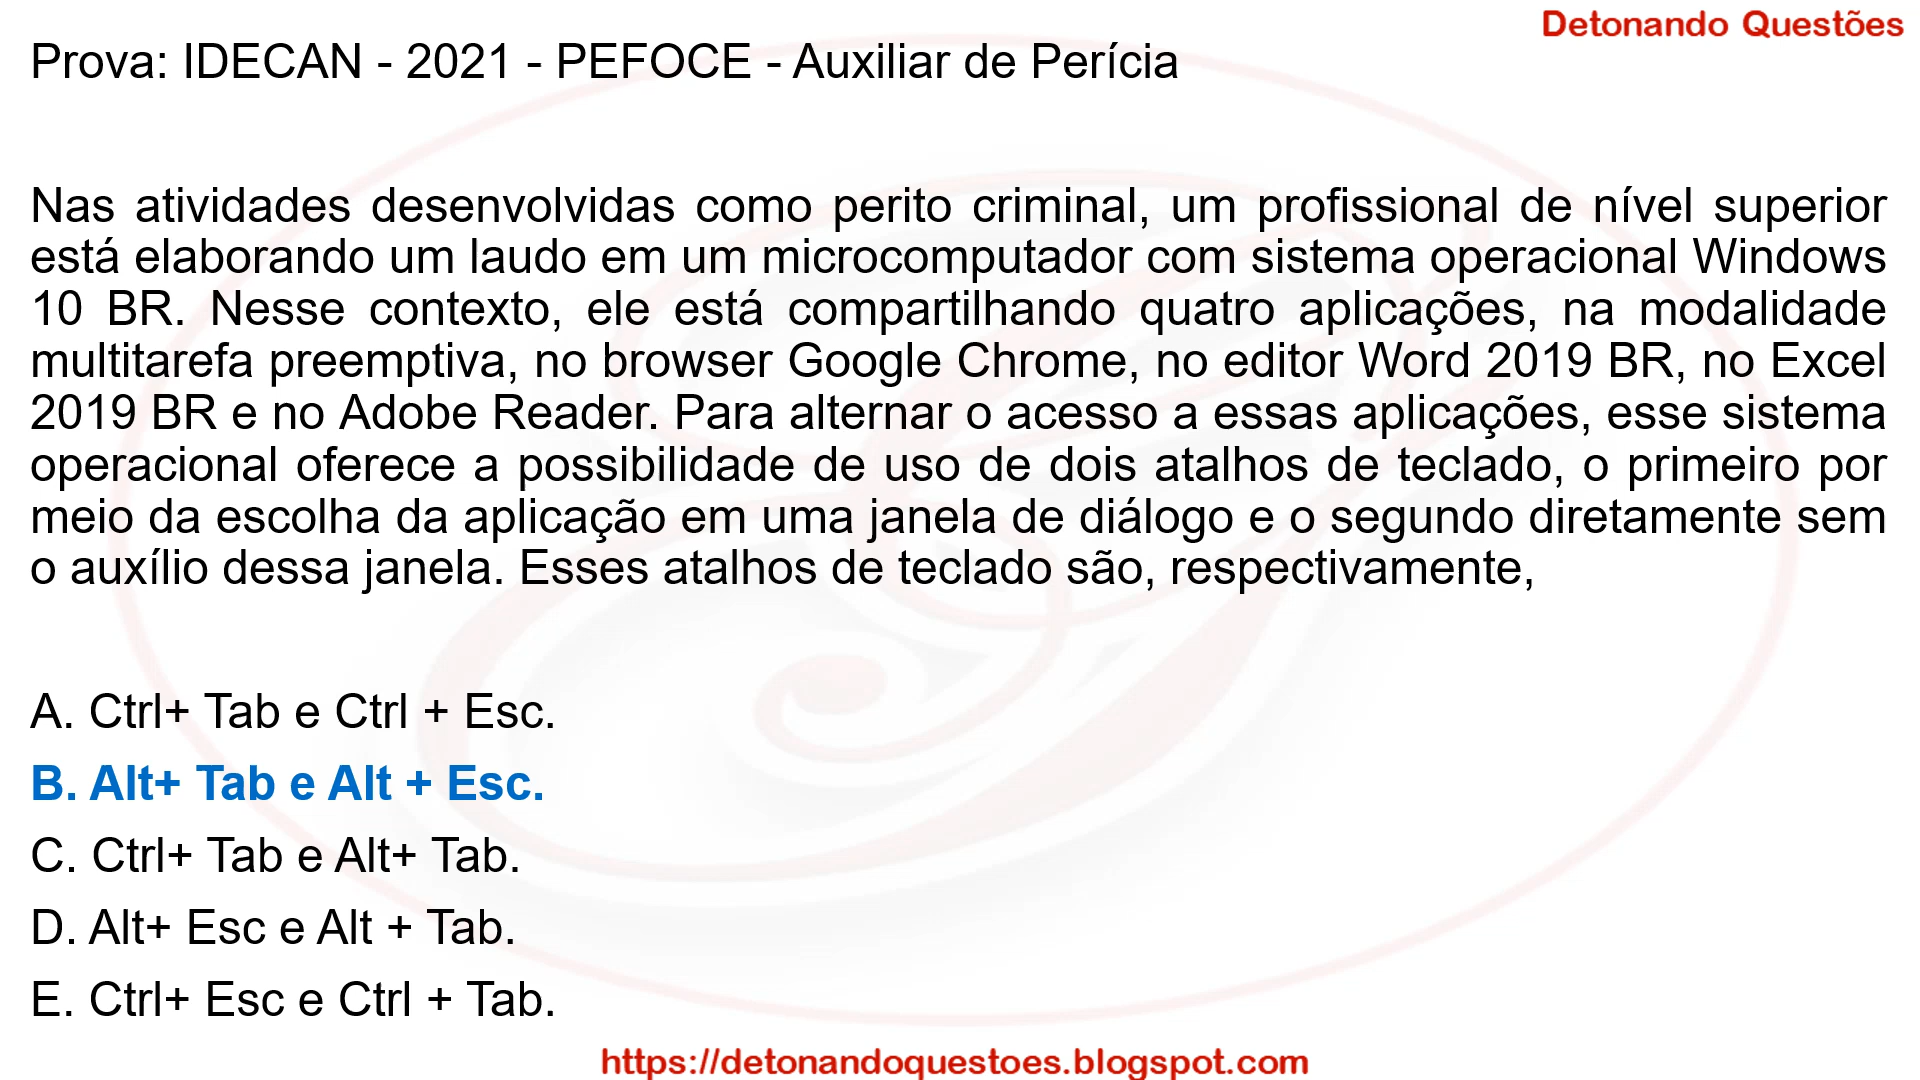 Detonando Questões
Prova: IDECAN - 2021 - PEFOCE - Auxiliar de Perícia
Nas atividades desenvolvidas como perito criminal, um profissional de nível superior
está elaborando um laudo em um microcomputador com sistema operacional Windows
10 BR. Nesse contexto, ele está compartilhando quatro aplicações, na modalidade
multitarefa preemptiva, no browser Google Chrome, no editor Word 2019 BR, no Excel
2019 BR e no Adobe Reader. Para alternar o acesso a essas aplicações, esse sistema
operacional oferece a possibilidade de uso de dois atalhos de teclado, o primeiro por
meio da escolha da aplicação em uma janela de diálogo e o segundo diretamente sem
o auxílio dessa janela. Esses atalhos de teclado são, respectivamente,
A. Ctrl+ Tab e Ctrl + Esc.
B. Alt+ Tab e Alt + Esc.
C. Ctrl+ Tab e Alt+ Tab.
D. Alt+ Esc e Alt + Tab.
E. Ctrl+ Esc e Ctrl + Tab.
https://detonandoquestoes.blogspot.com